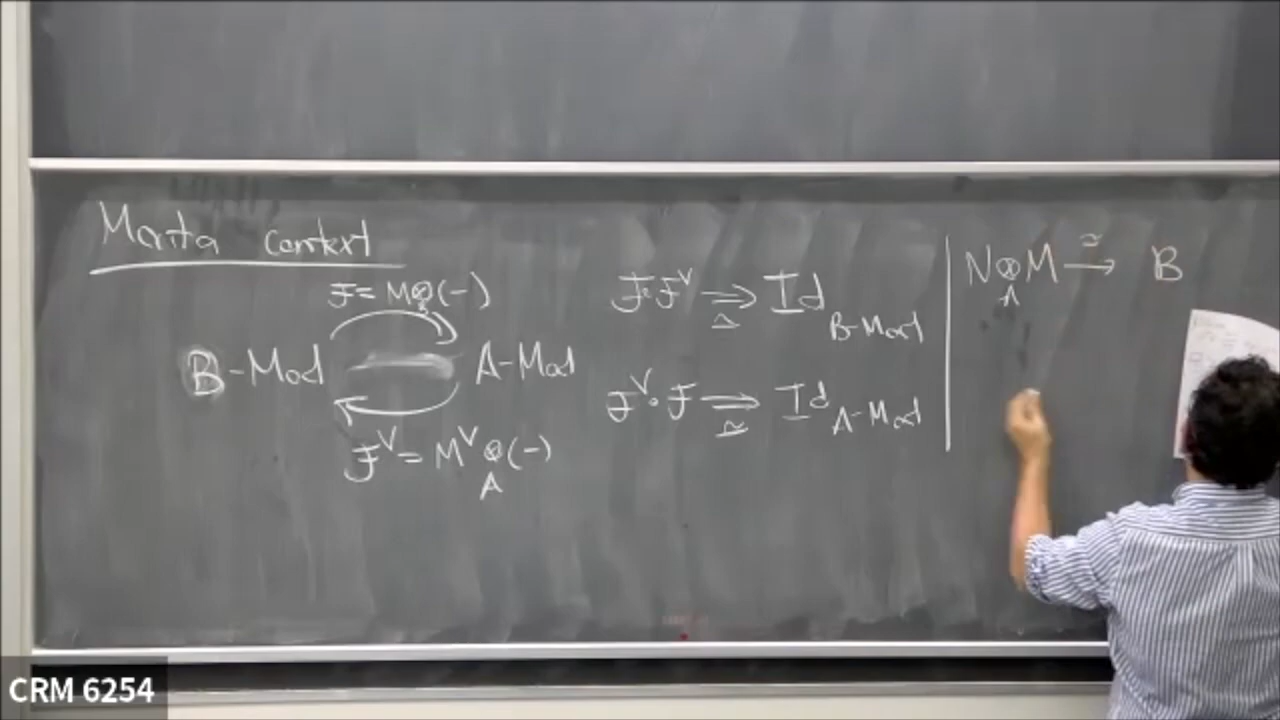 Morita context
F = M⊗(-)
B
B-Mod A-Mod
F^∨ = M^∨ ⊗(-)
A
F∘F^∨ ⟹ Id
≃ B-Mod
F^∨∘F ⟹ Id A-Mod
≃
N⊗M ⟶ B
A ≃
CRM 6254